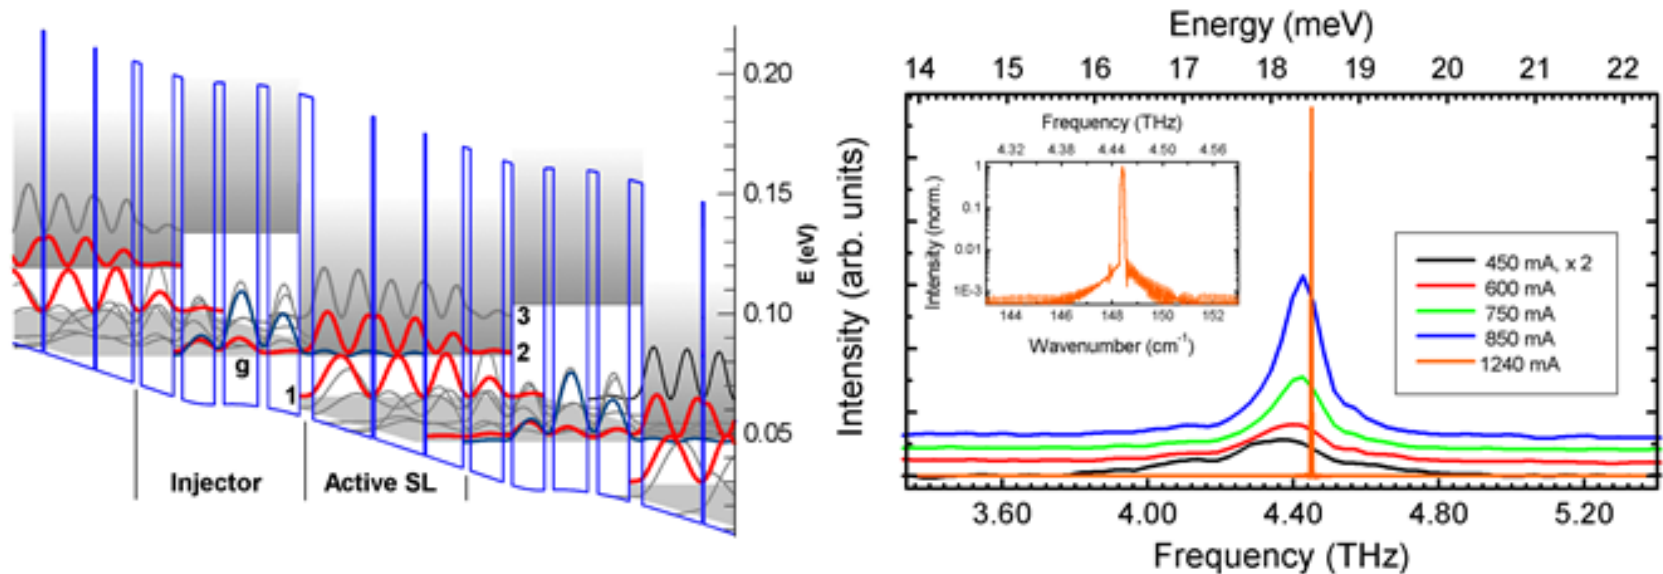 0.20
0.15
E (eV)
0.10
0.05
3
2
g
1
Injector
Active SL
Energy (meV)
14 15 16 17 18 19 20 21 22
Intensity (arb. units)
Frequency (THz)
4.32 4.38 4.44 4.50 4.56
Intensity (norm.)
1
0.1
0.01
1E-3
144 146 148 150 152
Wavenumber (cm⁻¹)
450 mA, x 2
600 mA
750 mA
850 mA
1240 mA
3.60 4.00 4.40 4.80 5.20
Frequency (THz)